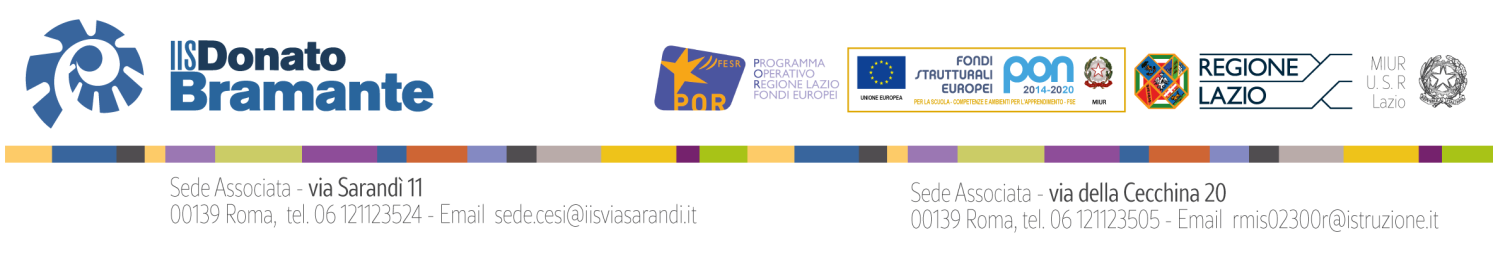 IISDonato
Bramante
FESR
POR
PROGRAMMA
OPERATIVO
REGIONE LAZIO
FONDI EUROPEI
UNIONE EUROPEA
FONDI
STRUTTURALI
EUROPEI
pon
2014-2020
PER LA SCUOLA - COMPETENZE E AMBIENTI PER L'APPRENDIMENTO - FSE
MIUR
REGIONE
LAZIO
MIUR
U. S. R
Lazio
Sede Associata - via Sarandì 11
00139 Roma, tel. 06 121123524 - Email sede.cesi@iisviasarandi.it
Sede Associata - via della Cecchina 20
00139 Roma, tel. 06 121123505 - Email rmis02300r@istruzione.it